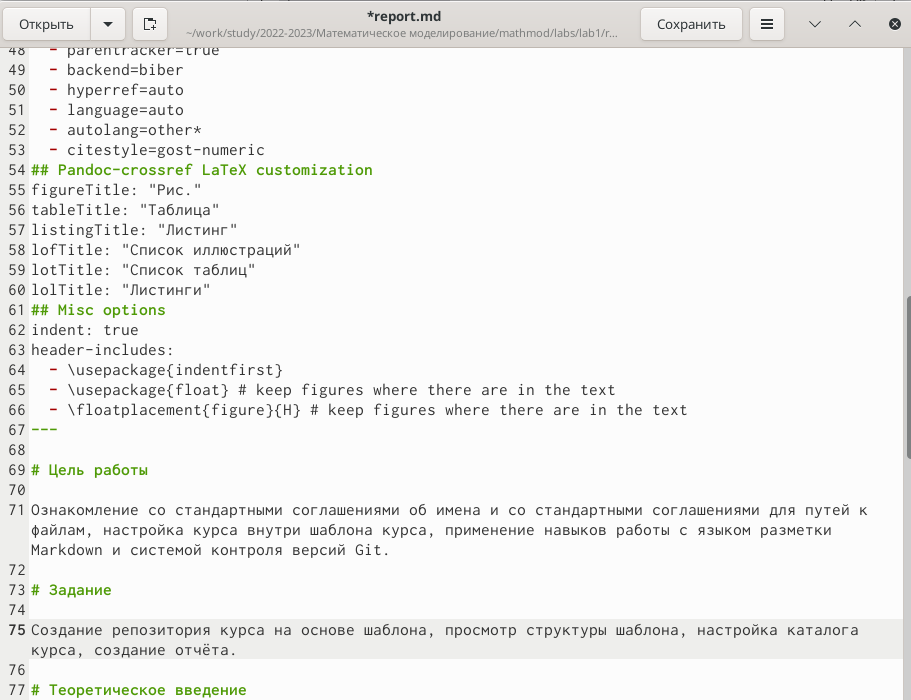 Открыть
*report.md
~/work/study/2022-2023/Математическое моделирование/mathmod/labs/lab1/r...
Сохранить
48   - parentracker=true
49   - backend=biber
50   - hyperref=auto
51   - language=auto
52   - autolang=other*
53   - citestyle=gost-numeric
54 ## Pandoc-crossref LaTeX customization
55 figureTitle: "Рис."
56 tableTitle: "Таблица"
57 listingTitle: "Листинг"
58 lofTitle: "Список иллюстраций"
59 lotTitle: "Список таблиц"
60 lolTitle: "Листинги"
61 ## Misc options
62 indent: true
63 header-includes:
64   - \usepackage{indentfirst}
65   - \usepackage{float} # keep figures where there are in the text
66   - \floatplacement{figure}{H} # keep figures where there are in the text
67 ---
68
69 # Цель работы
70
71 Ознакомление со стандартными соглашениями об имена и со стандартными соглашениями для путей к
файлам, настройка курса внутри шаблона курса, применение навыков работы с языком разметки
Markdown и системой контроля версий Git.
72
73 # Задание
74
75 Создание репозитория курса на основе шаблона, просмотр структуры шаблона, настройка каталога
курса, создание отчёта.
76
77 # Теоретическое введение